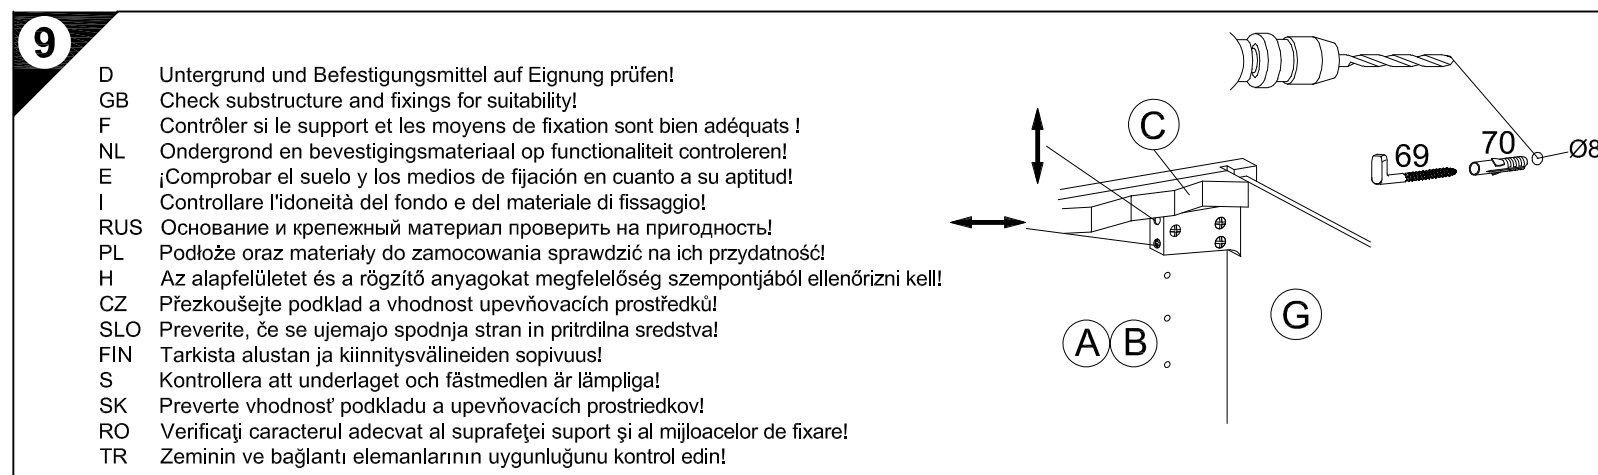 9
D Untergrund und Befestigungsmittel auf Eignung prüfen!
GB Check substructure and fixings for suitability!
F Contrôler si le support et les moyens de fixation sont bien adéquats !
NL Ondergrond en bevestigingsmateriaal op functionaliteit controleren!
E ¡Comprobar el suelo y los medios de fijación en cuanto a su aptitud!
I Controllare l'idoneità del fondo e del materiale di fissaggio!
RUS Основание и крепежный материал проверить на пригодность!
PL Podłoże oraz materiały do zamocowania sprawdzić na ich przydatność!
H Az alapfelületet és a rögzítő anyagokat megfelelőség szempontjából ellenőrizni kell!
CZ Přezkoušejte podklad a vhodnost upevňovacích prostředků!
SLO Preverite, če se ujemajo spodnja stran in pritrdilna sredstva!
FIN Tarkista alustan ja kiinnitysvälineiden sopivuus!
S Kontrollera att underlaget och fästmedlen är lämpliga!
SK Preverte vhodnosť podkladu a upevňovacích prostriedkov!
RO Verificaţi caracterul adecvat al suprafeţei suport şi al mijloacelor de fixare!
TR Zeminin ve bağlantı elemanlarının uygunluğunu kontrol edin!
C
69 70 Ø8
G
A B